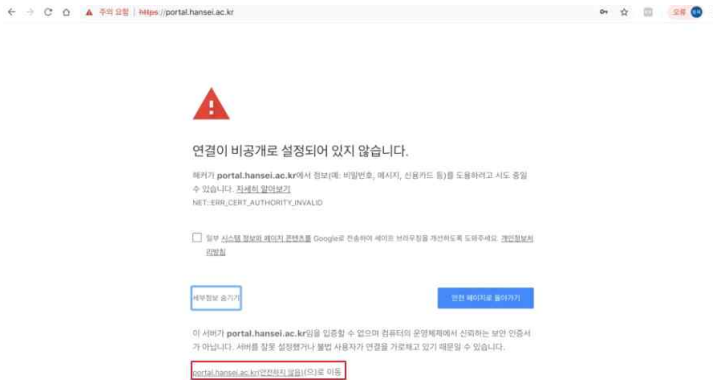 주의 요함 | https://portal.hansei.ac.kr
오류
연결이 비공개로 설정되어 있지 않습니다.
해커가 portal.hansei.ac.kr에서 정보(예: 비밀번호, 메시지, 신용카드 등)를 도용하려고 시도 중일
수 있습니다. 자세히 알아보기
NET::ERR_CERT_AUTHORITY_INVALID
일부 시스템 정보와 페이지 콘텐츠를 Google로 전송하여 세이프 브라우징을 개선하도록 도와주세요. 개인정보처
리방침
세부정보 숨기기
안전 페이지로 돌아가기
이 서버가 portal.hansei.ac.kr임을 입증할 수 없으며 컴퓨터의 운영체제에서 신뢰하는 보안 인증서
가 아닙니다. 서버를 잘못 설정했거나 불법 사용자가 연결을 가로채고 있기 때문일 수 있습니다.
portal.hansei.ac.kr(안전하지 않음)(으)로 이동